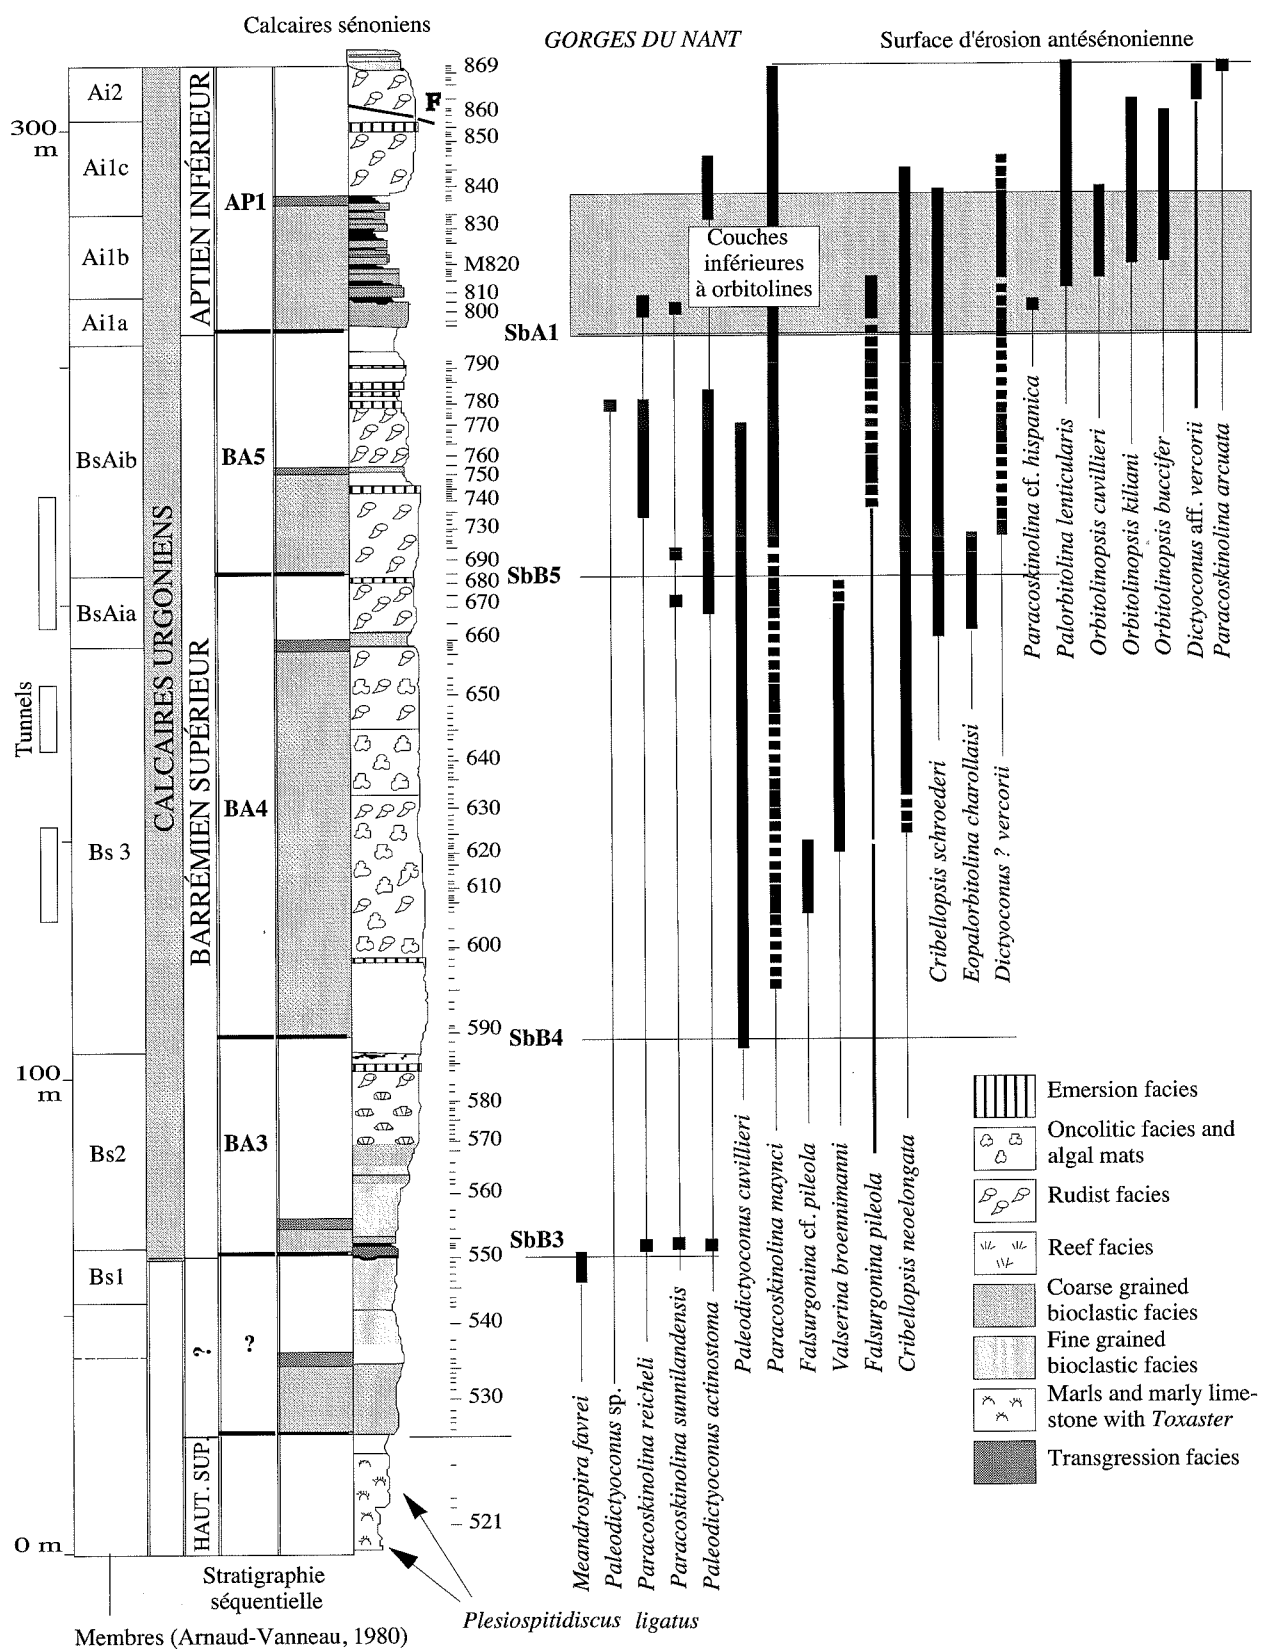 Calcaires sénoniens
GORGES DU NANT
Surface d'érosion antésénonienne
300
m
100
m
0 m
Tunnels
Ai2
Ai1c
Ai1b
Ai1a
BsAib
BsAia
Bs 3
Bs2
Bs1
CALCAIRES URGONIENS
APTIEN INFÉRIEUR
BARRÉMIEN SUPÉRIEUR
?
HAUT. SUP.
AP1
BA5
BA4
BA3
?
F
869
860
850
840
830
M820
810
800
790
780
770
760
750
740
730
690
680
670
660
650
640
630
620
610
600
590
580
570
560
550
540
530
521
Couches
inférieures
à orbitolines
SbA1
SbB5
SbB4
SbB3
Meandrospira favrei
Paleodictyoconus sp.
Paracoskinolina reicheli
Paracoskinolina sunnilandensis
Paleodictyoconus actinostoma
Paleodictyoconus cuvillieri
Paracoskinolina maynci
Falsurgonina cf. pileola
Valserina broennimanni
Falsurgonina pileola
Cribellopsis neoelongata
Cribellopsis schroederi
Eopalorbitolina charollaisi
Dictyoconus ? vercorii
Paracoskinolina cf. hispanica
Palorbitolina lenticularis
Orbitolinopsis cuvillieri
Orbitolinopsis kiliani
Orbitolinopsis buccifer
Dictyoconus aff. vercorii
Paracoskinolina arcuata
Emersion facies
Oncolitic facies and
algal mats
Rudist facies
Reef facies
Coarse grained
bioclastic facies
Fine grained
bioclastic facies
Marls and marly lime-
stone with Toxaster
Transgression facies
Stratigraphie
séquentielle
Plesiospitidiscus ligatus
Membres (Arnaud-Vanneau, 1980)